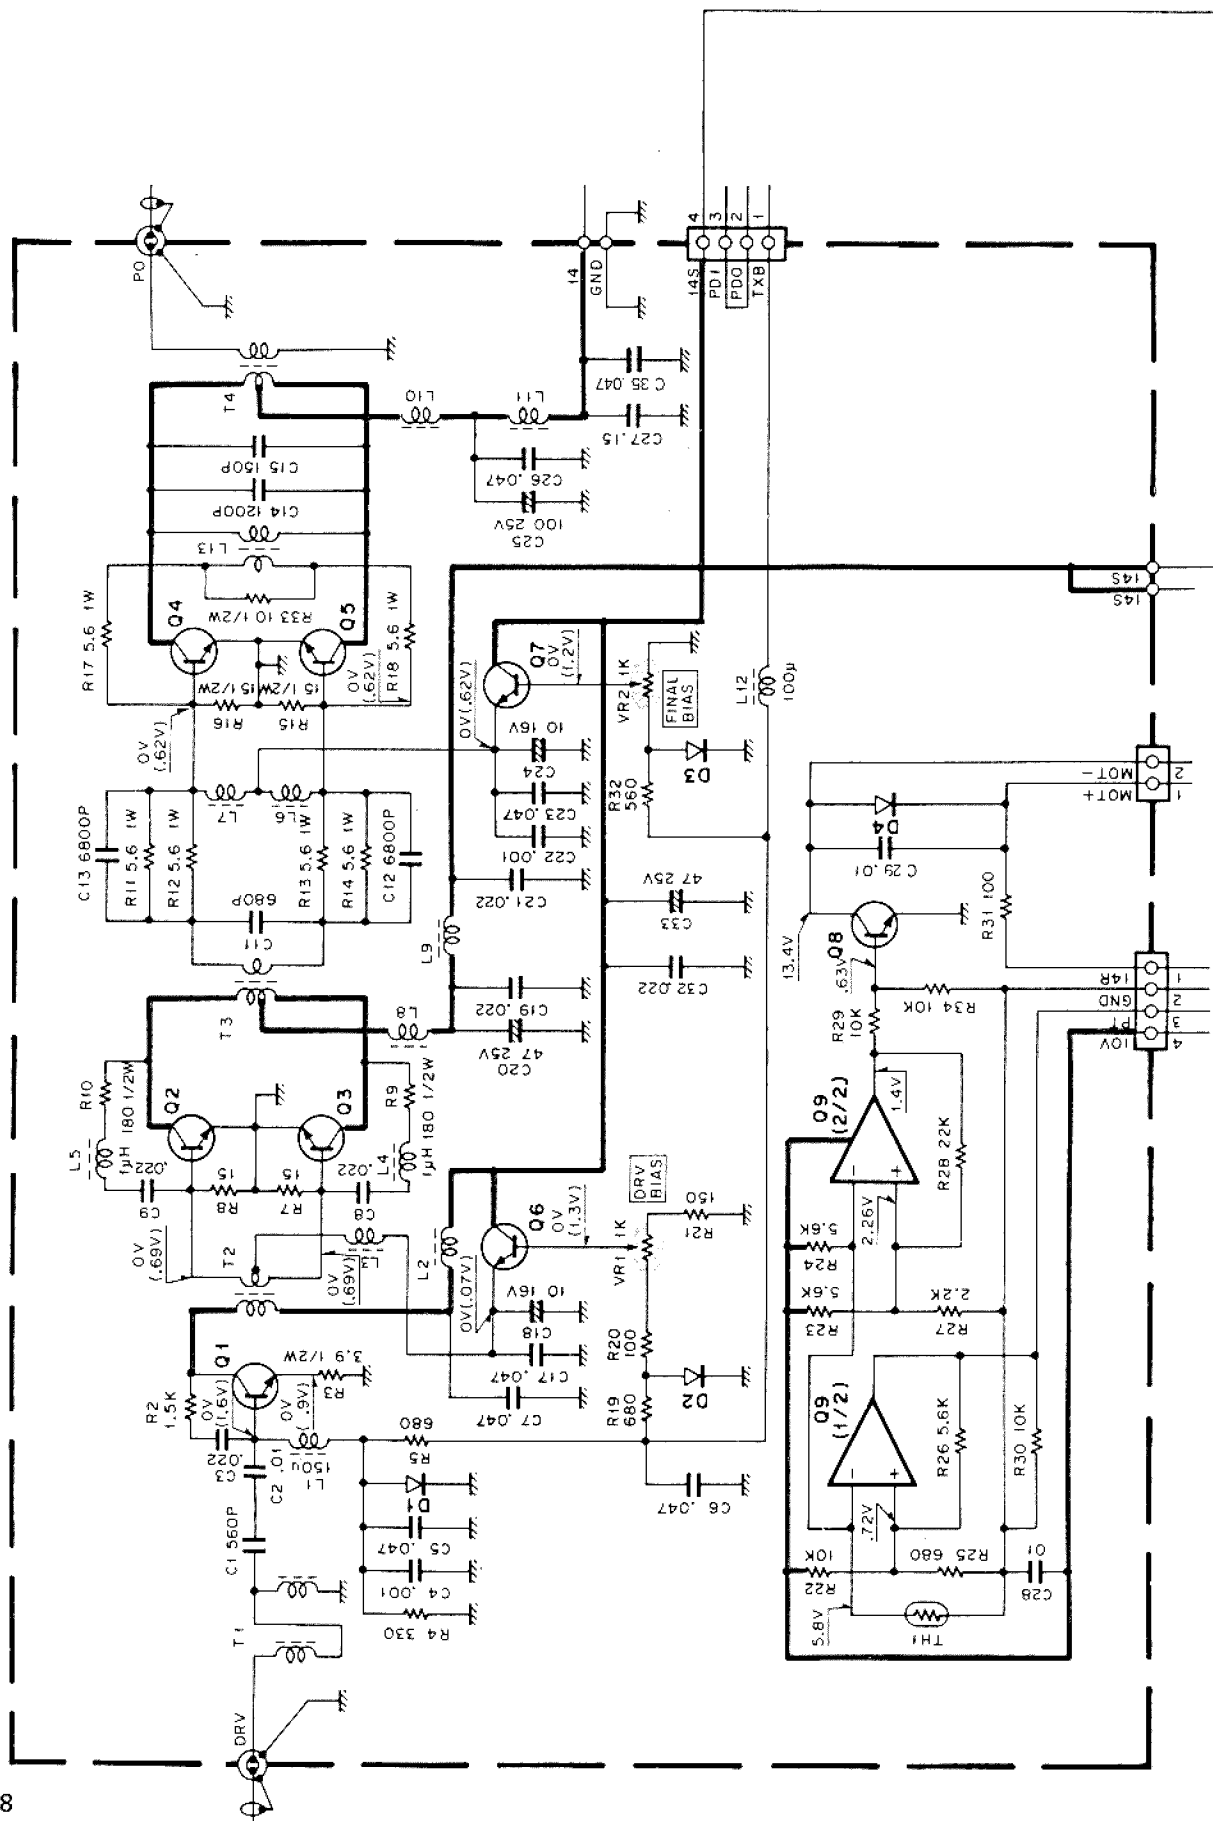 PO
14
GND
14S
PD1
PDO
TXB
4
3
2
1
T4
L10
L11
C35 .047
C27 .15
C15 150P
C14 1200P
C26 .047
100 25V
C25
L13
R33 10 1/2W
R17 5.6 1W
Q4
Q5
R18 5.6 1W
15 1/2W
R16
15 1/2W
R15
0V
(.62V)
0V
(.62V)
14S
14S
Q7
0V
(1.2V)
0V(.62V)
VR2 1K
FINAL
BIAS
L12
100μ
10 16V
C24
C23 .047
C22 .001
C21 .022
R32
560
D3
C13 6800P
R11 5.6 1W
R12 5.6 1W
L7
L6
R13 5.6 1W
R14 5.6 1W
C12 6800P
680P
C11
L9
47 25V
C33
C32 .022
MOT-
MOT+
2
1
D4
C29 .01
R31 100
13.4V
Q8
.63V
R34 10K
R29
10K
14R
GND
PT
10V
1
2
3
4
T3
L8
C19 .022
47 25V
C20
R10
1μH 180 1/2W
L5
Q2
Q3
R9
1μH 180 1/2W
L4
.022
C9
15
R8
15
R7
.022
C8
Q9
(2/2)
1.4V
R28 22K
2.26V
5.6K
R24
5.6K
R23
2.2K
R27
0V
(.69V)
T2
0V
(.69V)
L3
L2
Q6
0V
(1.3V)
0V(.07V)
VR1 1K
DRV
BIAS
150
R21
10 16V
C18
C17 .047
C7 .047
R20
100
R19
680
D2
Q1
3.9 1/2W
R3
R2
1.5K
0V
(1.6V)
0V
(.9V)
.022
C3
C2 .01
L1
150μ
680
R5
C1 560P
D1
C5
.047
C4
.001
R4 330
C6 .047
Q9
(1/2)
R26 5.6K
R30 10K
.72V
10K
R22
R25
680
01
C28
5.8V
TH1
T1
DRV
8